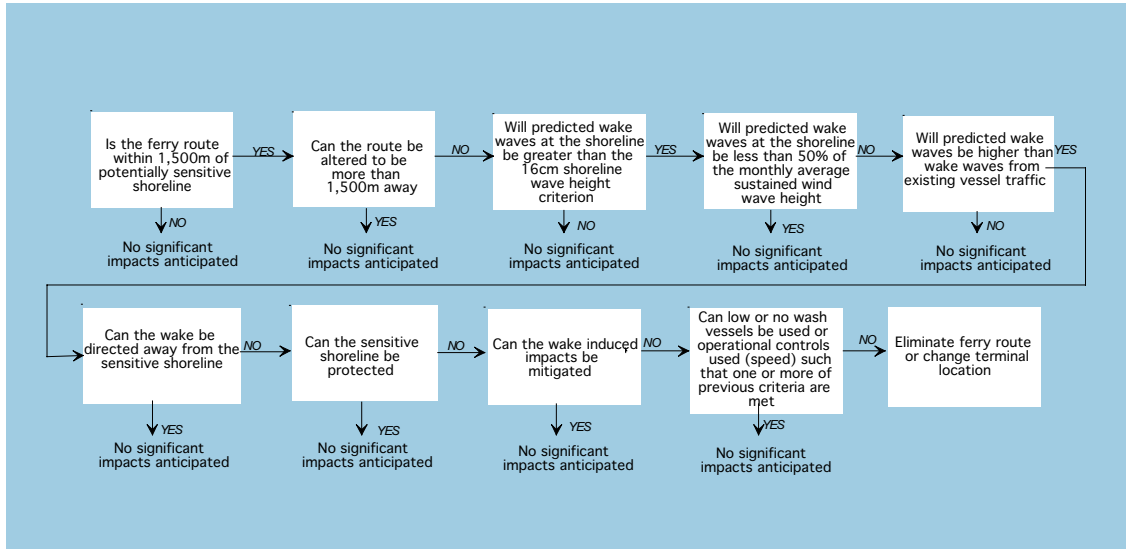 Is the ferry route
within 1,500m of
potentially sensitive
shoreline
YES
NO
No significant
impacts anticipated
Can the route be
altered to be
more than
1,500m away
NO
YES
No significant
impacts anticipated
Will predicted wake
waves at the shoreline
be greater than the
16cm shoreline
wave height
criterion
YES
NO
No significant
impacts anticipated
Will predicted wake
waves at the shoreline
be less than 50% of
the monthly average
sustained wind
wave height
NO
YES
No significant
impacts anticipated
Will predicted wake
waves be higher than
wake waves from
existing vessel traffic
YES
NO
No significant
impacts anticipated
Can the wake be
directed away from the
sensitive shoreline
NO
YES
No significant
impacts anticipated
Can the sensitive
shoreline be
protected
NO
YES
No significant
impacts anticipated
Can the wake induced
impacts be
mitigated
NO
YES
No significant
impacts anticipated
Can low or no wash
vessels be used or
operational controls
used (speed) such
that one or more of
previous criteria are
met
NO
YES
No significant
impacts anticipated
Eliminate ferry route
or change terminal
location